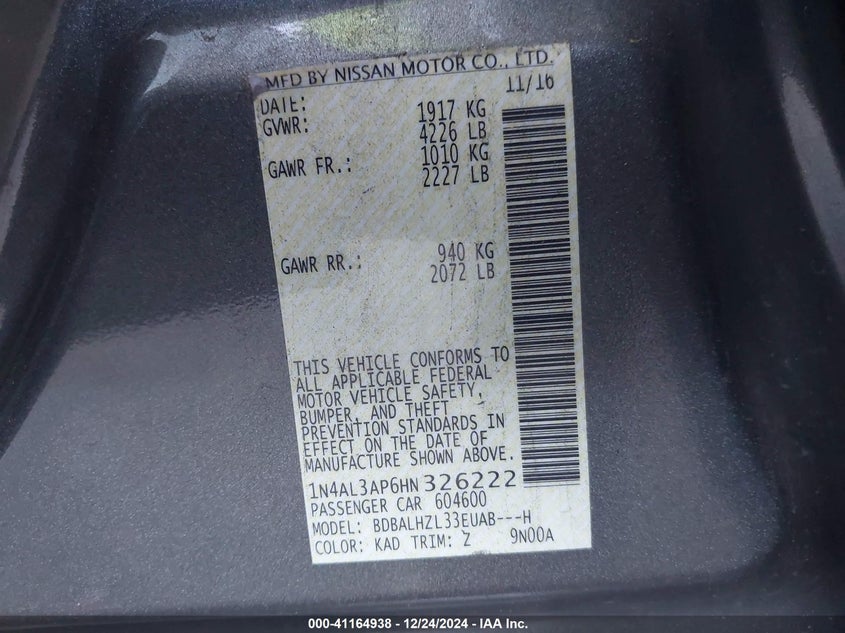 MFD BY NISSAN MOTOR CO., LTD.
DATE: 11/16
GVWR: 1917 KG
4226 LB
GAWR FR.: 1010 KG
2227 LB
GAWR RR.: 940 KG
2072 LB
THIS VEHICLE CONFORMS TO
ALL APPLICABLE FEDERAL
MOTOR VEHICLE SAFETY,
BUMPER, AND THEFT
PREVENTION STANDARDS IN
EFFECT ON THE DATE OF
MANUFACTURE SHOWN ABOVE.
1N4AL3AP6HN326222
PASSENGER CAR 604600
MODEL: BDBALHZL33EUAB---H
COLOR: KAD TRIM: Z 9N00A
000-41164938 - 12/24/2024 - IAA Inc.